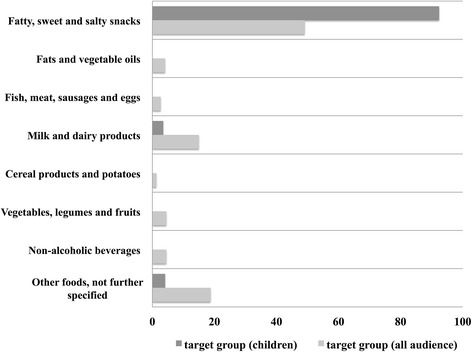 Fatty, sweet and salty snacks
Fats and vegetable oils
Fish, meat, sausages and eggs
Milk and dairy products
Cereal products and potatoes
Vegetables, legumes and fruits
Non-alcoholic beverages
Other foods, not further
specified
0 20 40 60 80 100
target group (children) target group (all audience)